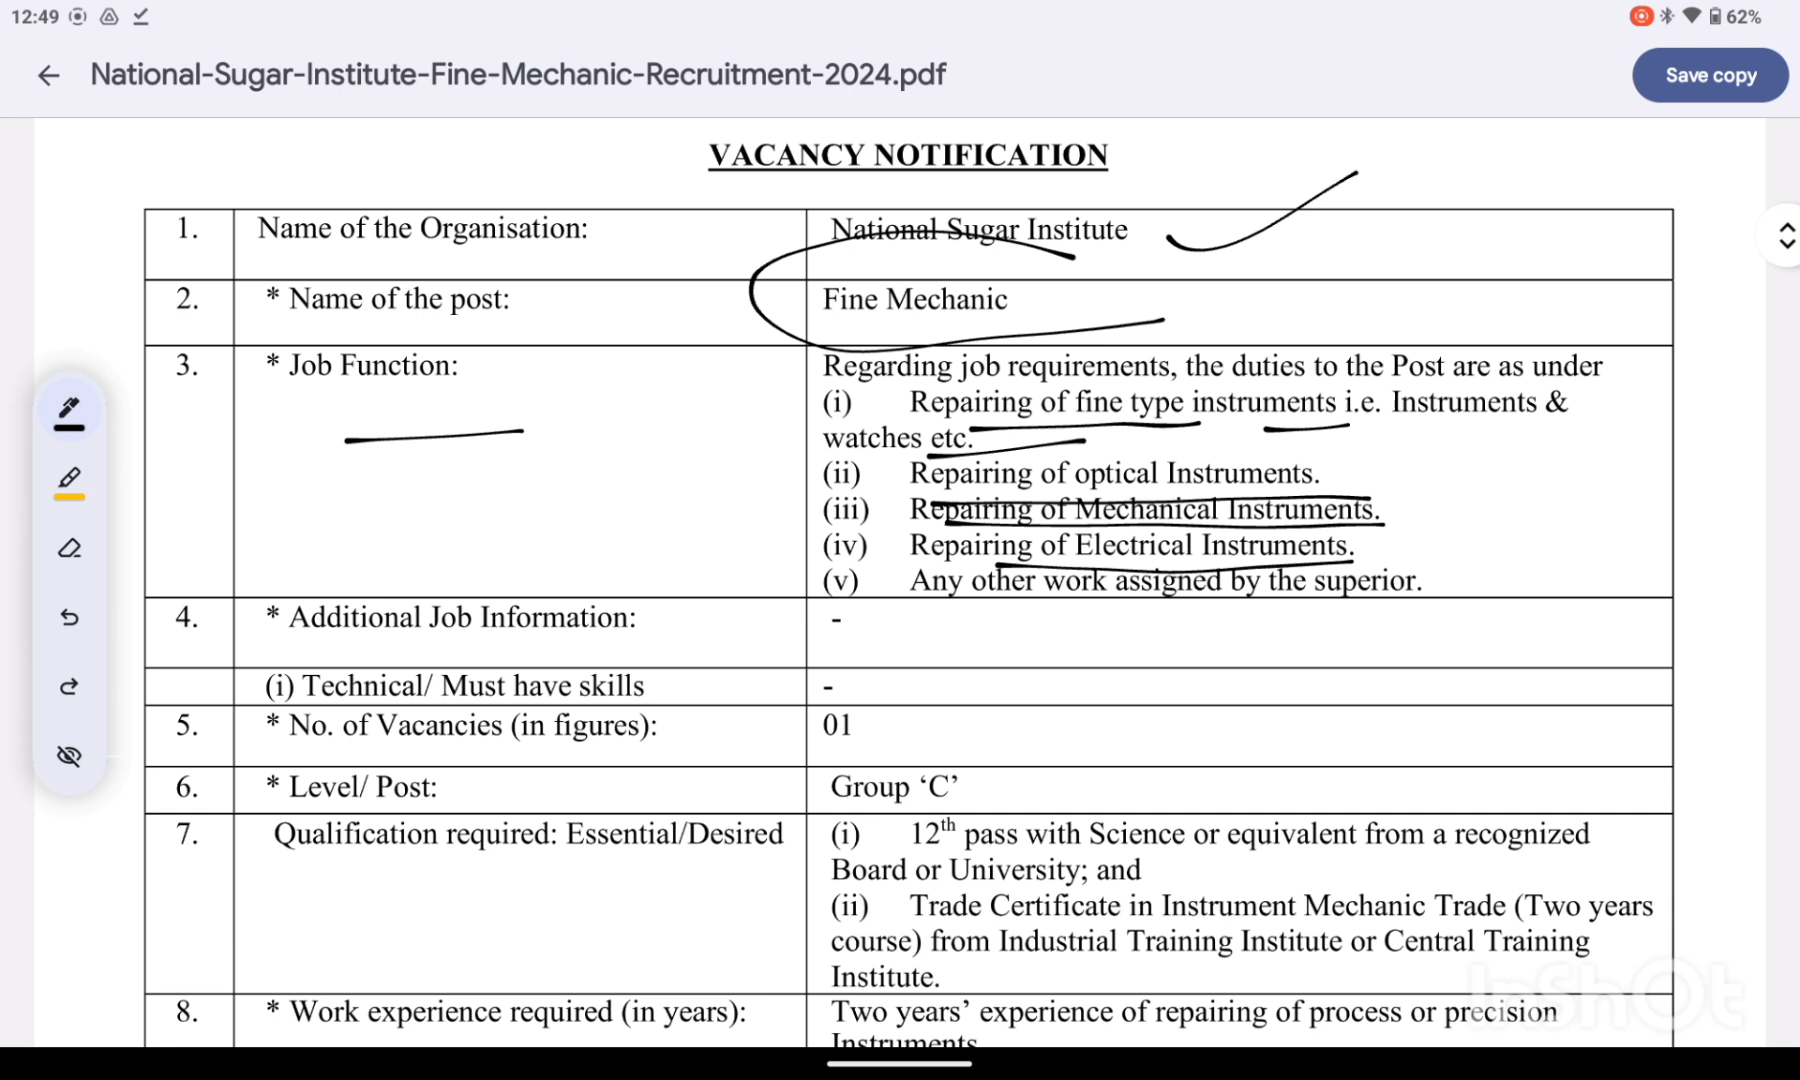 12:49
62%
National-Sugar-Institute-Fine-Mechanic-Recruitment-2024.pdf
Save copy
VACANCY NOTIFICATION
1. Name of the Organisation: National Sugar Institute
2. * Name of the post: Fine Mechanic
3. * Job Function: Regarding job requirements, the duties to the Post are as under
(i) Repairing of fine type instruments i.e. Instruments &
watches etc.
(ii) Repairing of optical Instruments.
(iii) Repairing of Mechanical Instruments.
(iv) Repairing of Electrical Instruments.
(v) Any other work assigned by the superior.
4. * Additional Job Information: -
(i) Technical/ Must have skills -
5. * No. of Vacancies (in figures): 01
6. * Level/ Post: Group ‘C’
7. Qualification required: Essential/Desired (i) 12th pass with Science or equivalent from a recognized
Board or University; and
(ii) Trade Certificate in Instrument Mechanic Trade (Two years
course) from Industrial Training Institute or Central Training
Institute.
8. * Work experience required (in years): Two years’ experience of repairing of process or precision
Instruments
InShOt